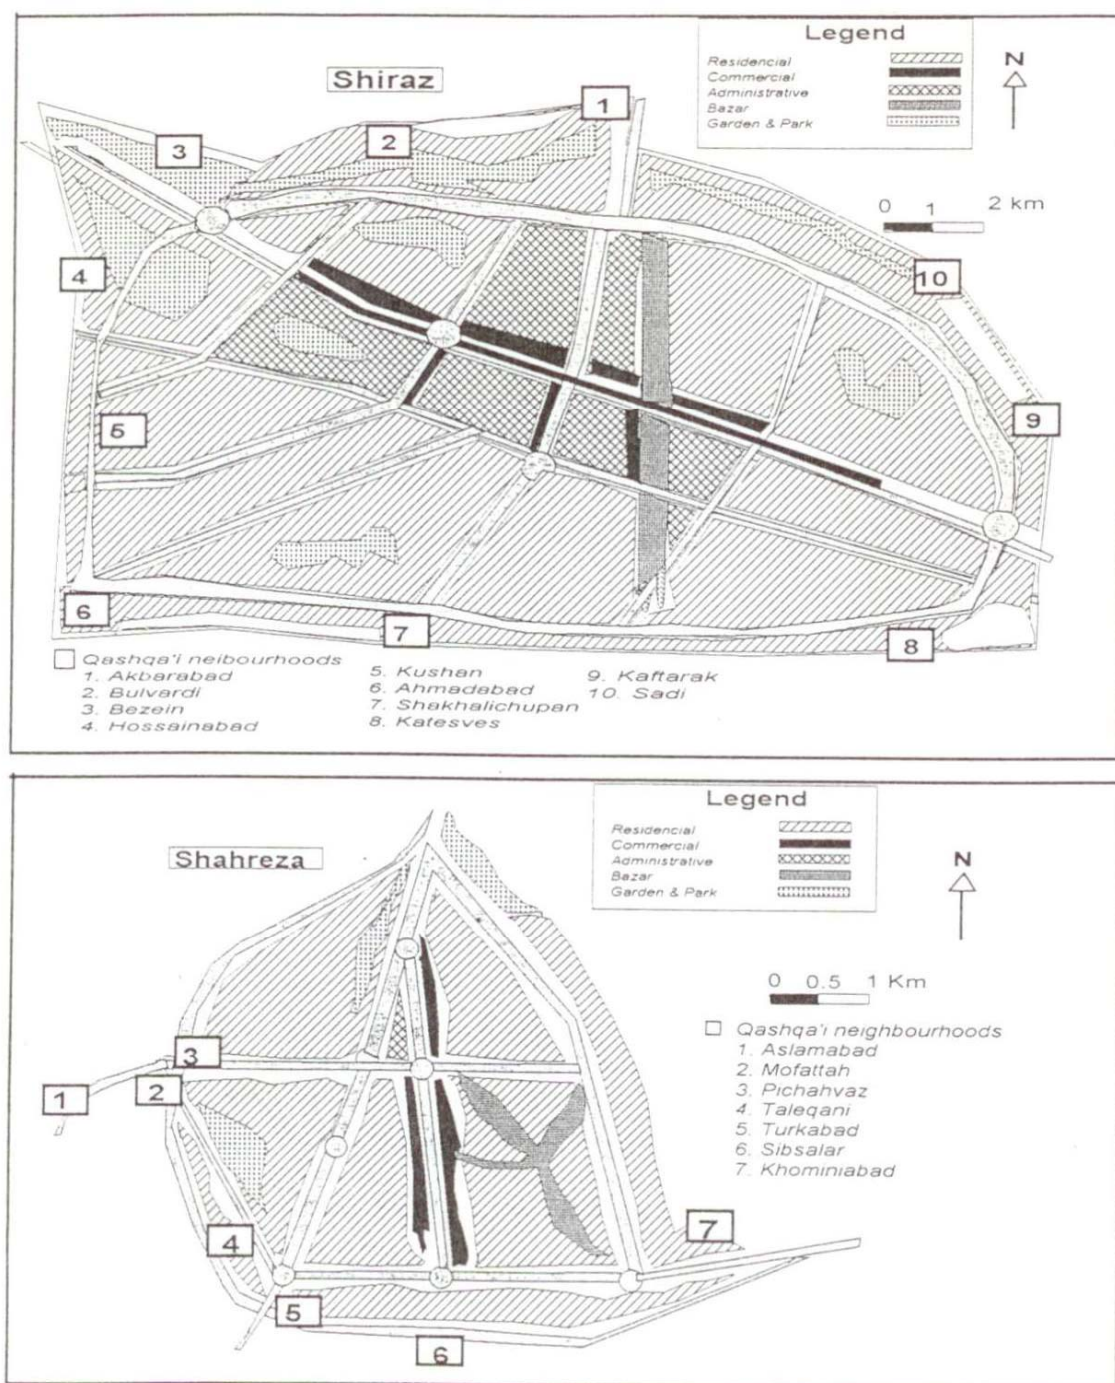 Shiraz
Legend
Residencial
Commercial
Administrative
Bazar
Garden & Park
N
0 1 2 km
1
2
3
4
5
6
7
8
9
10
Qashqa'i neibourhoods
1. Akbarabad
2. Bulvardi
3. Bezein
4. Hossainabad
5. Kushan
6. Ahmadabad
7. Shakhalichupan
8. Katesves
9. Kaftarak
10. Sadi
Shahreza
Legend
Residencial
Commercial
Administrative
Bazar
Garden & Park
N
0 0.5 1 Km
Qashqa'i neighbourhoods
1. Aslamabad
2. Mofattah
3. Pichahvaz
4. Taleqani
5. Turkabad
6. Sibsalar
7. Khominiabad
3
1
2
4
7
5
6